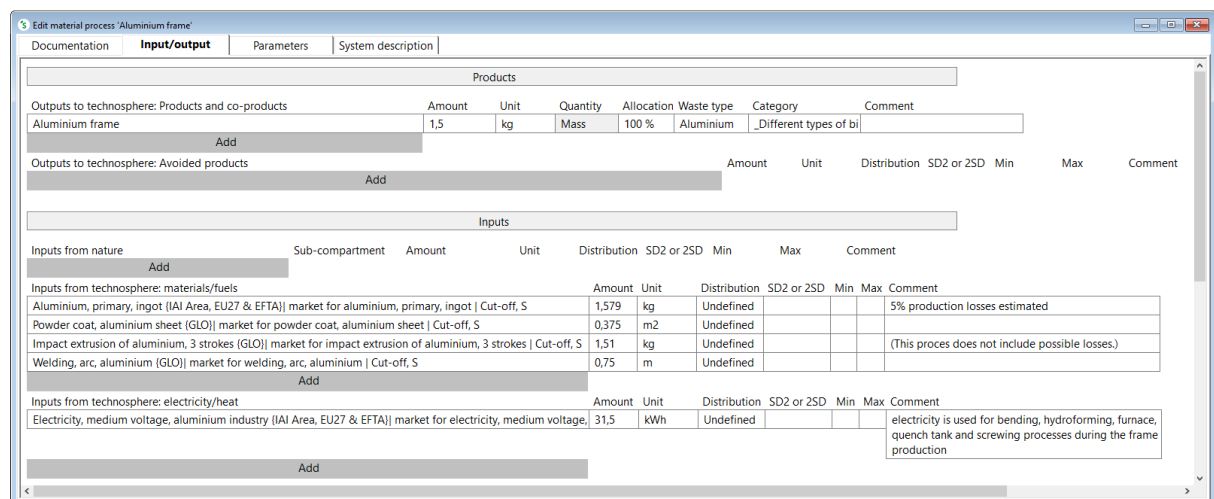 Edit material process 'Aluminium frame'
Documentation Input/output Parameters System description
Products
Outputs to technosphere: Products and co-products Amount Unit Quantity Allocation Waste type Category Comment
Aluminium frame 1,5 kg Mass 100 % Aluminium _Different types of bi
Add
Outputs to technosphere: Avoided products Amount Unit Distribution SD2 or 2SD Min Max Comment
Add
Inputs
Inputs from nature Sub-compartment Amount Unit Distribution SD2 or 2SD Min Max Comment
Add
Inputs from technosphere: materials/fuels Amount Unit Distribution SD2 or 2SD Min Max Comment
Aluminium, primary, ingot {IAI Area, EU27 & EFTA}| market for aluminium, primary, ingot | Cut-off, S 1,579 kg Undefined 5% production losses estimated
Powder coat, aluminium sheet {GLO}| market for powder coat, aluminium sheet | Cut-off, S 0,375 m2 Undefined
Impact extrusion of aluminium, 3 strokes {GLO}| market for impact extrusion of aluminium, 3 strokes | Cut-off, S 1,51 kg Undefined (This proces does not include possible losses.)
Welding, arc, aluminium {GLO}| market for welding, arc, aluminium | Cut-off, S 0,75 m Undefined
Add
Inputs from technosphere: electricity/heat Amount Unit Distribution SD2 or 2SD Min Max Comment
Electricity, medium voltage, aluminium industry {IAI Area, EU27 & EFTA}| market for electricity, medium voltage, 31,5 kWh Undefined electricity is used for bending, hydroforming, furnace,
quench tank and screwing processes during the frame
production
Add